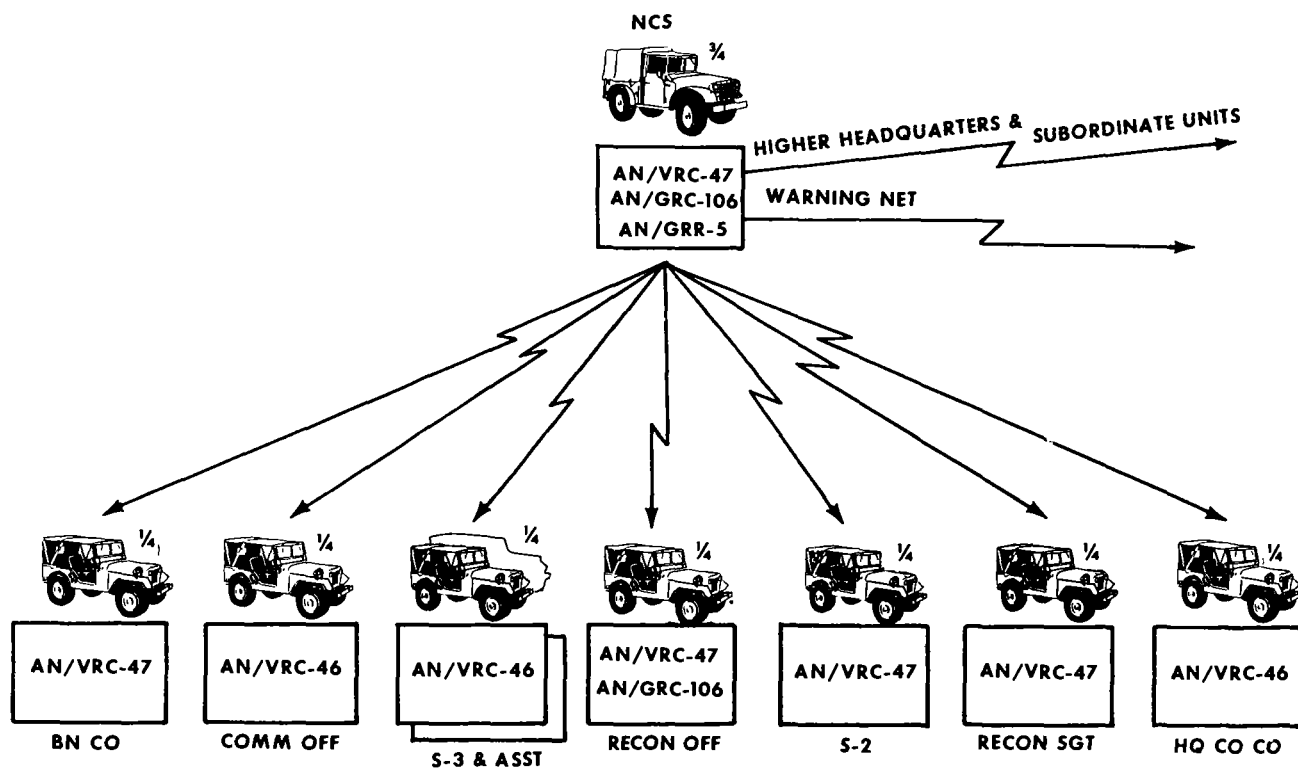 NCS
¾
HIGHER HEADQUARTERS & SUBORDINATE UNITS
AN/VRC-47
AN/GRC-106
AN/GRR-5
WARNING NET
¼
¼
¼
¼
¼
¼
¼
AN/VRC-47
AN/VRC-46
AN/VRC-46
AN/VRC-47
AN/GRC-106
AN/VRC-47
AN/VRC-47
AN/VRC-46
BN CO
COMM OFF
S-3 & ASST
RECON OFF
S-2
RECON SGT
HQ CO CO